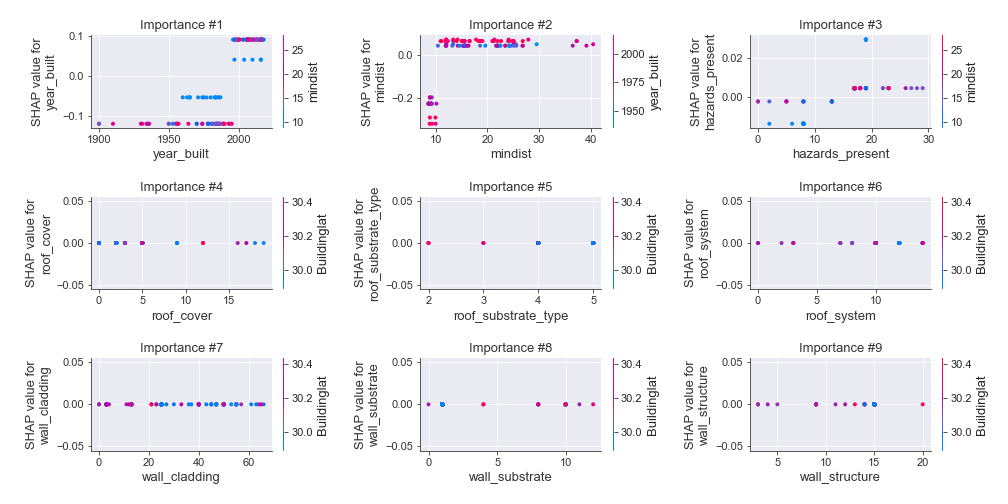 Importance #1
Importance #2
Importance #3
SHAP value for
year_built
0.1
0.0
−0.1
1900
1950
2000
year_built
25
20
15
10
mindist
SHAP value for
mindist
0.0
−0.2
10
20
30
40
mindist
2000
1975
1950
year_built
SHAP value for
hazards_present
0.02
0.00
0
10
20
30
hazards_present
25
20
15
10
mindist
Importance #4
Importance #5
Importance #6
SHAP value for
roof_cover
0.05
0.00
−0.05
0
5
10
15
roof_cover
30.4
30.2
30.0
Buildinglat
SHAP value for
roof_substrate_type
0.05
0.00
−0.05
2
3
4
5
roof_substrate_type
30.4
30.2
30.0
Buildinglat
SHAP value for
roof_system
0.05
0.00
−0.05
0
10
roof_system
30.4
30.2
30.0
Buildinglat
Importance #7
Importance #8
Importance #9
SHAP value for
wall_cladding
0.05
0.00
−0.05
0
20
40
60
wall_cladding
30.4
30.2
30.0
Buildinglat
SHAP value for
wall_substrate
0.05
0.00
−0.05
0
5
10
wall_substrate
30.4
30.2
30.0
Buildinglat
SHAP value for
wall_structure
0.05
0.00
−0.05
5
10
15
20
wall_structure
30.4
30.2
30.0
Buildinglat